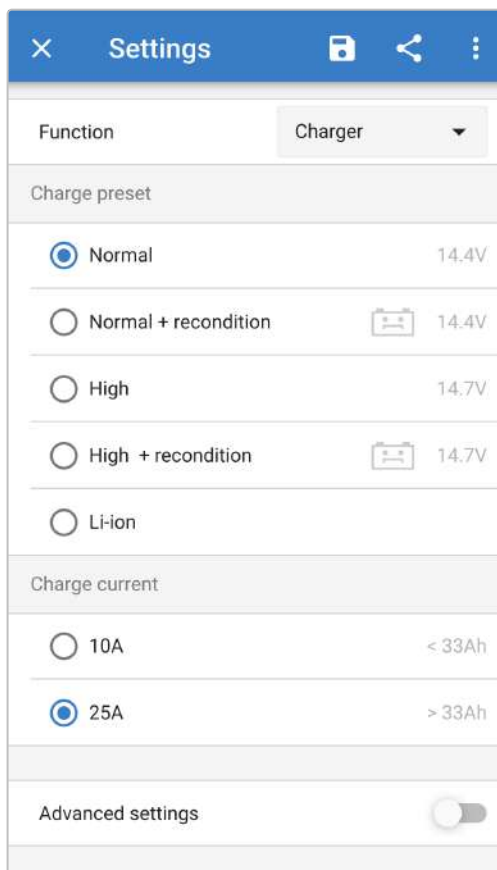 Settings
Function Charger
Charge preset
Normal 14.4V
Normal + recondition 14.4V
High 14.7V
High + recondition 14.7V
Li-ion
Charge current
10A < 33Ah
25A > 33Ah
Advanced settings